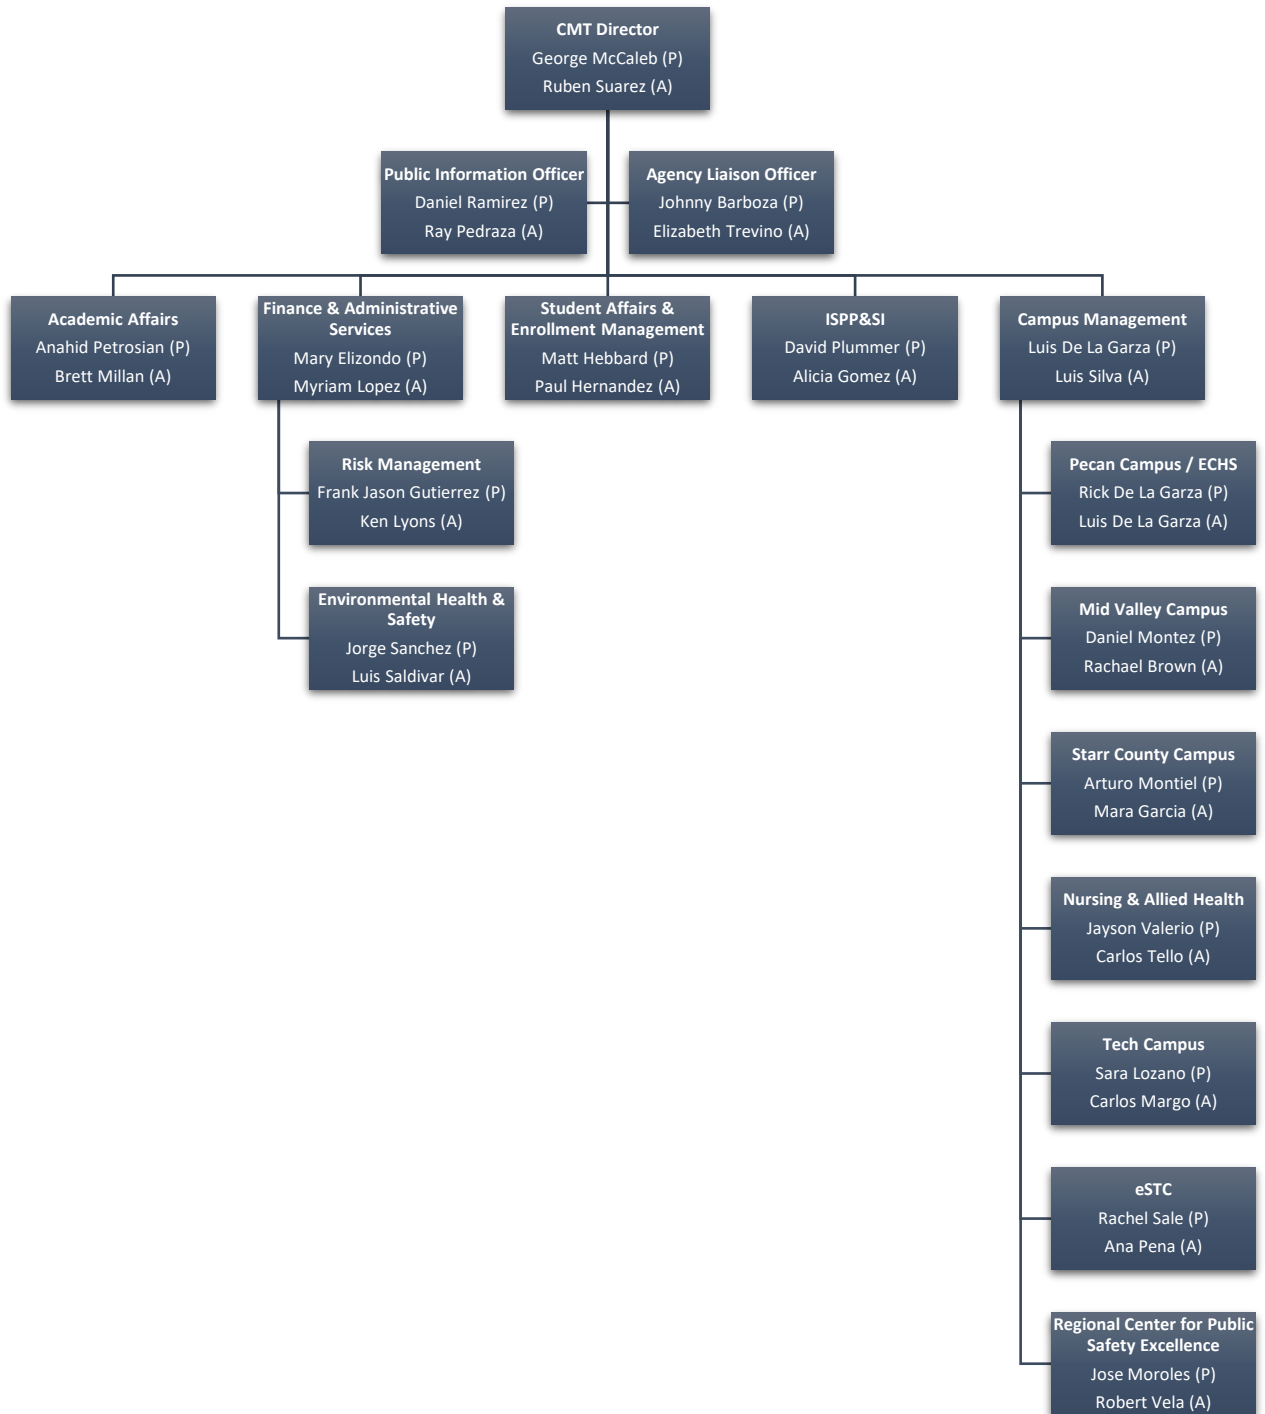 CMT Director
George McCaleb (P)
Ruben Suarez (A)
Public Information Officer
Daniel Ramirez (P)
Ray Pedraza (A)
Agency Liaison Officer
Johnny Barboza (P)
Elizabeth Trevino (A)
Academic Affairs
Anahid Petrosian (P)
Brett Millan (A)
Finance & Administrative
Services
Mary Elizondo (P)
Myriam Lopez (A)
Student Affairs &
Enrollment Management
Matt Hebbard (P)
Paul Hernandez (A)
ISPP&SI
David Plummer (P)
Alicia Gomez (A)
Campus Management
Luis De La Garza (P)
Luis Silva (A)
Risk Management
Frank Jason Gutierrez (P)
Ken Lyons (A)
Environmental Health &
Safety
Jorge Sanchez (P)
Luis Saldivar (A)
Pecan Campus / ECHS
Rick De La Garza (P)
Luis De La Garza (A)
Mid Valley Campus
Daniel Montez (P)
Rachael Brown (A)
Starr County Campus
Arturo Montiel (P)
Mara Garcia (A)
Nursing & Allied Health
Jayson Valerio (P)
Carlos Tello (A)
Tech Campus
Sara Lozano (P)
Carlos Margo (A)
eSTC
Rachel Sale (P)
Ana Pena (A)
Regional Center for Public
Safety Excellence
Jose Moroles (P)
Robert Vela (A)